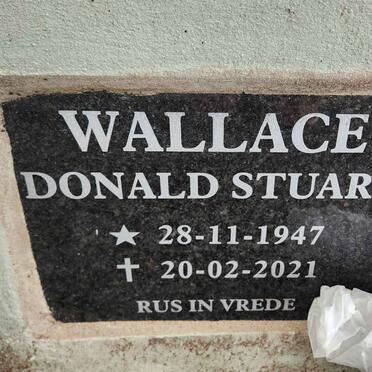 WALLACE
DONALD STUAR
★ 28-11-1947
✝ 20-02-2021
RUS IN VREDE